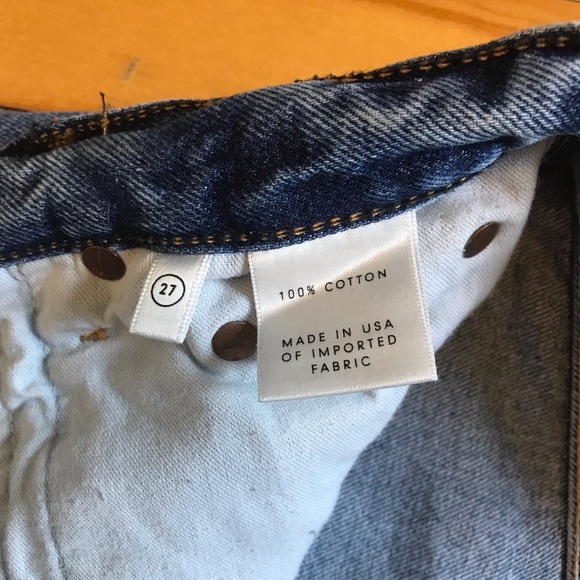 27
100% COTTON
MADE IN USA
OF IMPORTED
FABRIC